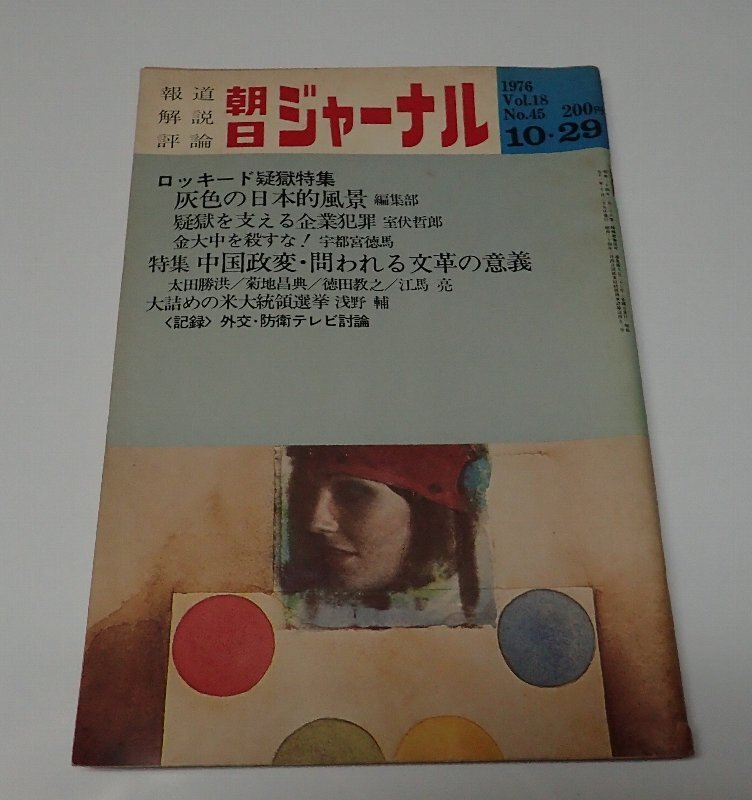 報道
解説
評論
朝日ジャーナル
1976
Vol.18
No.45
200円
10・29
ロッキード疑獄特集
灰色の日本的風景 編集部
疑獄を支える企業犯罪 室伏哲郎
金大中を殺すな! 宇都宮徳馬
特集 中国政変・問われる文革の意義
太田勝洪/菊地昌典/徳田教之/江馬 亮
大詰めの米大統領選挙 浅野 輔
〈記録〉外交・防衛テレビ討論